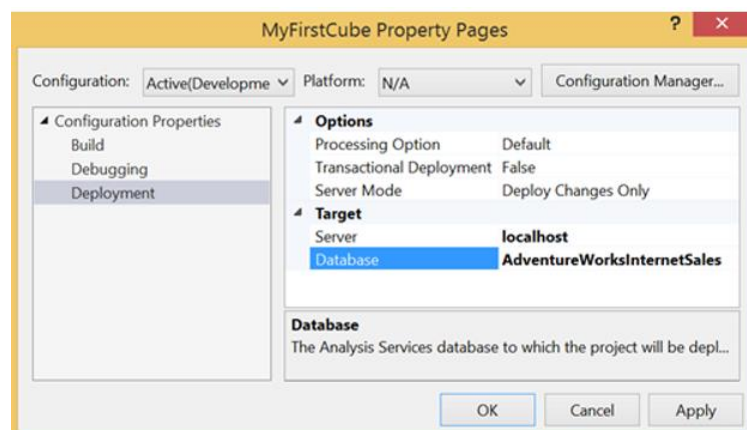 MyFirstCube Property Pages
? ×
Configuration: Active(Developme Platform: N/A Configuration Manager...
Configuration Properties
Build
Debugging
Deployment
Options
Processing Option Default
Transactional Deployment False
Server Mode Deploy Changes Only
Target
Server localhost
Database AdventureWorksInternetSales
Database
The Analysis Services database to which the project will be depl...
OK Cancel Apply